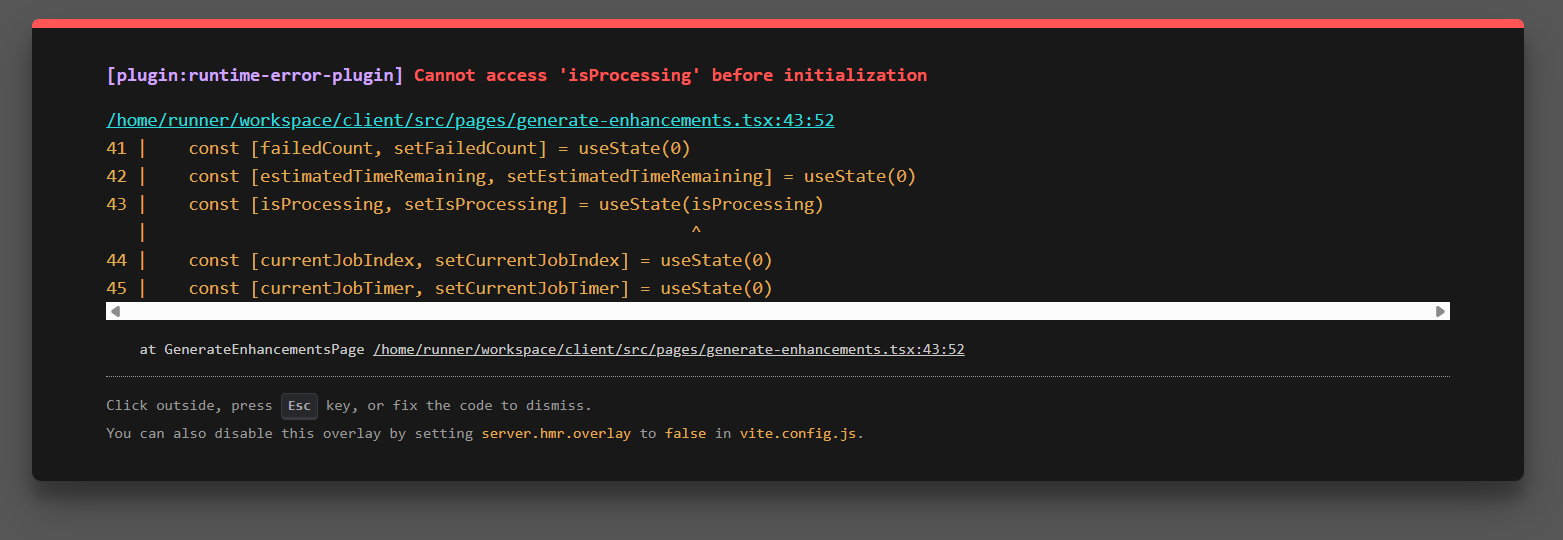 [plugin:runtime-error-plugin] Cannot access 'isProcessing' before initialization
/home/runner/workspace/client/src/pages/generate-enhancements.tsx:43:52
41 |    const [failedCount, setFailedCount] = useState(0)
42 |    const [estimatedTimeRemaining, setEstimatedTimeRemaining] = useState(0)
43 |    const [isProcessing, setIsProcessing] = useState(isProcessing)
   |                                                     ^
44 |    const [currentJobIndex, setCurrentJobIndex] = useState(0)
45 |    const [currentJobTimer, setCurrentJobTimer] = useState(0)
    at GenerateEnhancementsPage /home/runner/workspace/client/src/pages/generate-enhancements.tsx:43:52
Click outside, press Esc key, or fix the code to dismiss.
You can also disable this overlay by setting server.hmr.overlay to false in vite.config.js.